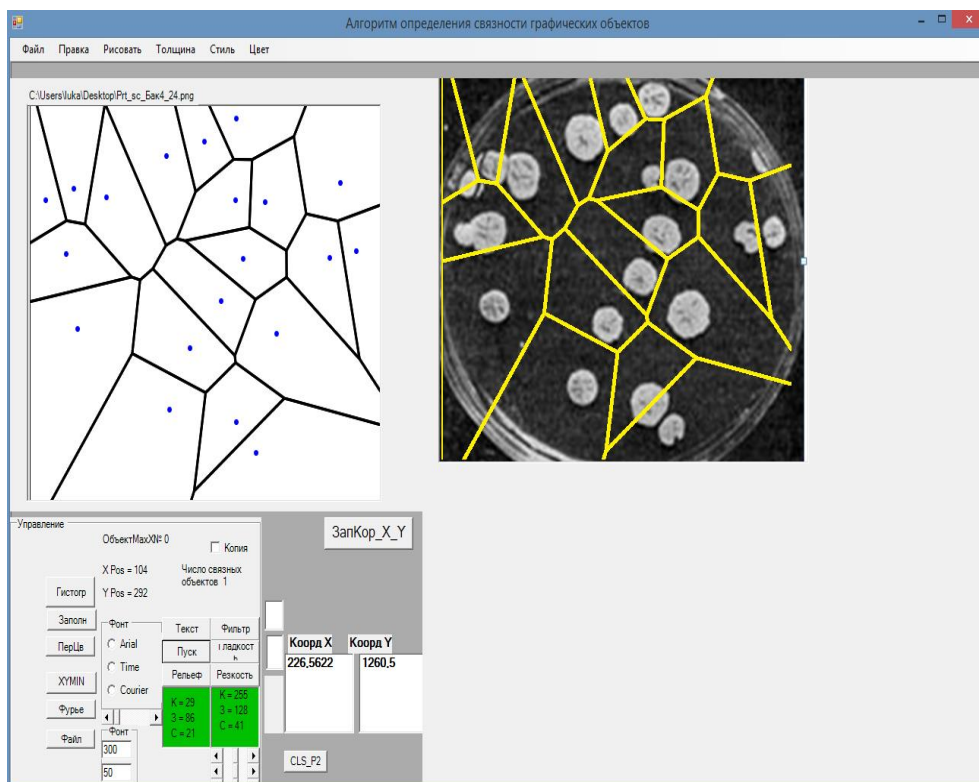 Алгоритм определения связности графических объектов
Файл Правка Рисовать Толщина Стиль Цвет
C:\Users\luka\Desktop\Prt_sc_Бак4_24.png
Управление
ОбъектМахХ№ 0
Копия
X Pos = 104
Y Pos = 292
Число связных
объектов 1
Гистогр
Заполн
ПерЦв
XYMIN
Фурье
Файл
Фонт
Arial
Time
Courier
Фонт
300
50
Текст Фильтр
Пуск
Рельеф Резкость
К = 29
З = 86
С = 21
К = 255
З = 128
С = 41
ЗапКор_X_Y
Коорд X Коорд Y
226,5622 1260,5
CLS_P2